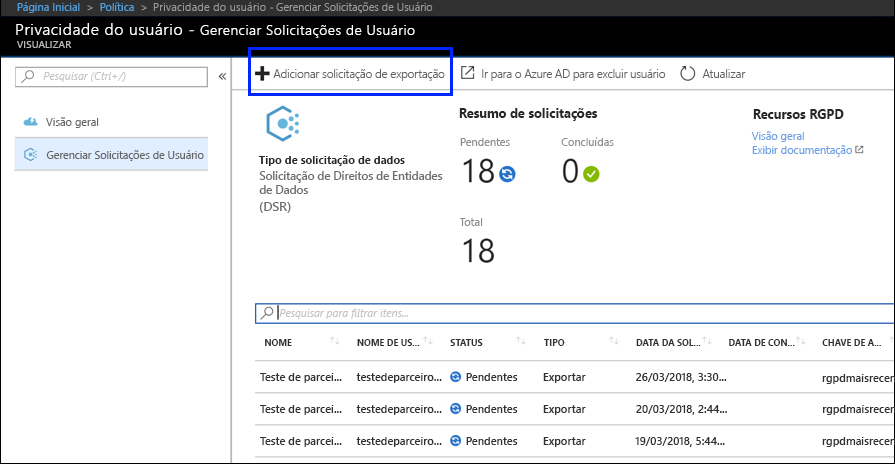 Página Inicial > Política > Privacidade do usuário - Gerenciar Solicitações de Usuário
Privacidade do usuário - Gerenciar Solicitações de Usuário
VISUALIZAR
Pesquisar (Ctrl+/)
«
Visão geral
Gerenciar Solicitações de Usuário
Adicionar solicitação de exportação
Ir para o Azure AD para excluir usuário
Atualizar
Tipo de solicitação de dados
Solicitação de Direitos de Entidades
de Dados
(DSR)
Resumo de solicitações
Pendentes Concluídas
18 0
Total
18
Recursos RGPD
Visão geral
Exibir documentação
Pesquisar para filtrar itens...
NOME NOME DE US... STATUS TIPO DATA DA SOL... DATA DE CON... CHAVE DE A...
Teste de parcei... testedeparceiro... Pendentes Exportar 26/03/2018, 3:30... rgpdmaisrecen
Teste de parcei... testedeparceiro... Pendentes Exportar 20/03/2018, 2:44... rgpdmaisrecen
Teste de parcei... testedeparceiro... Pendentes Exportar 19/03/2018, 5:44... rgpdmaisrecen